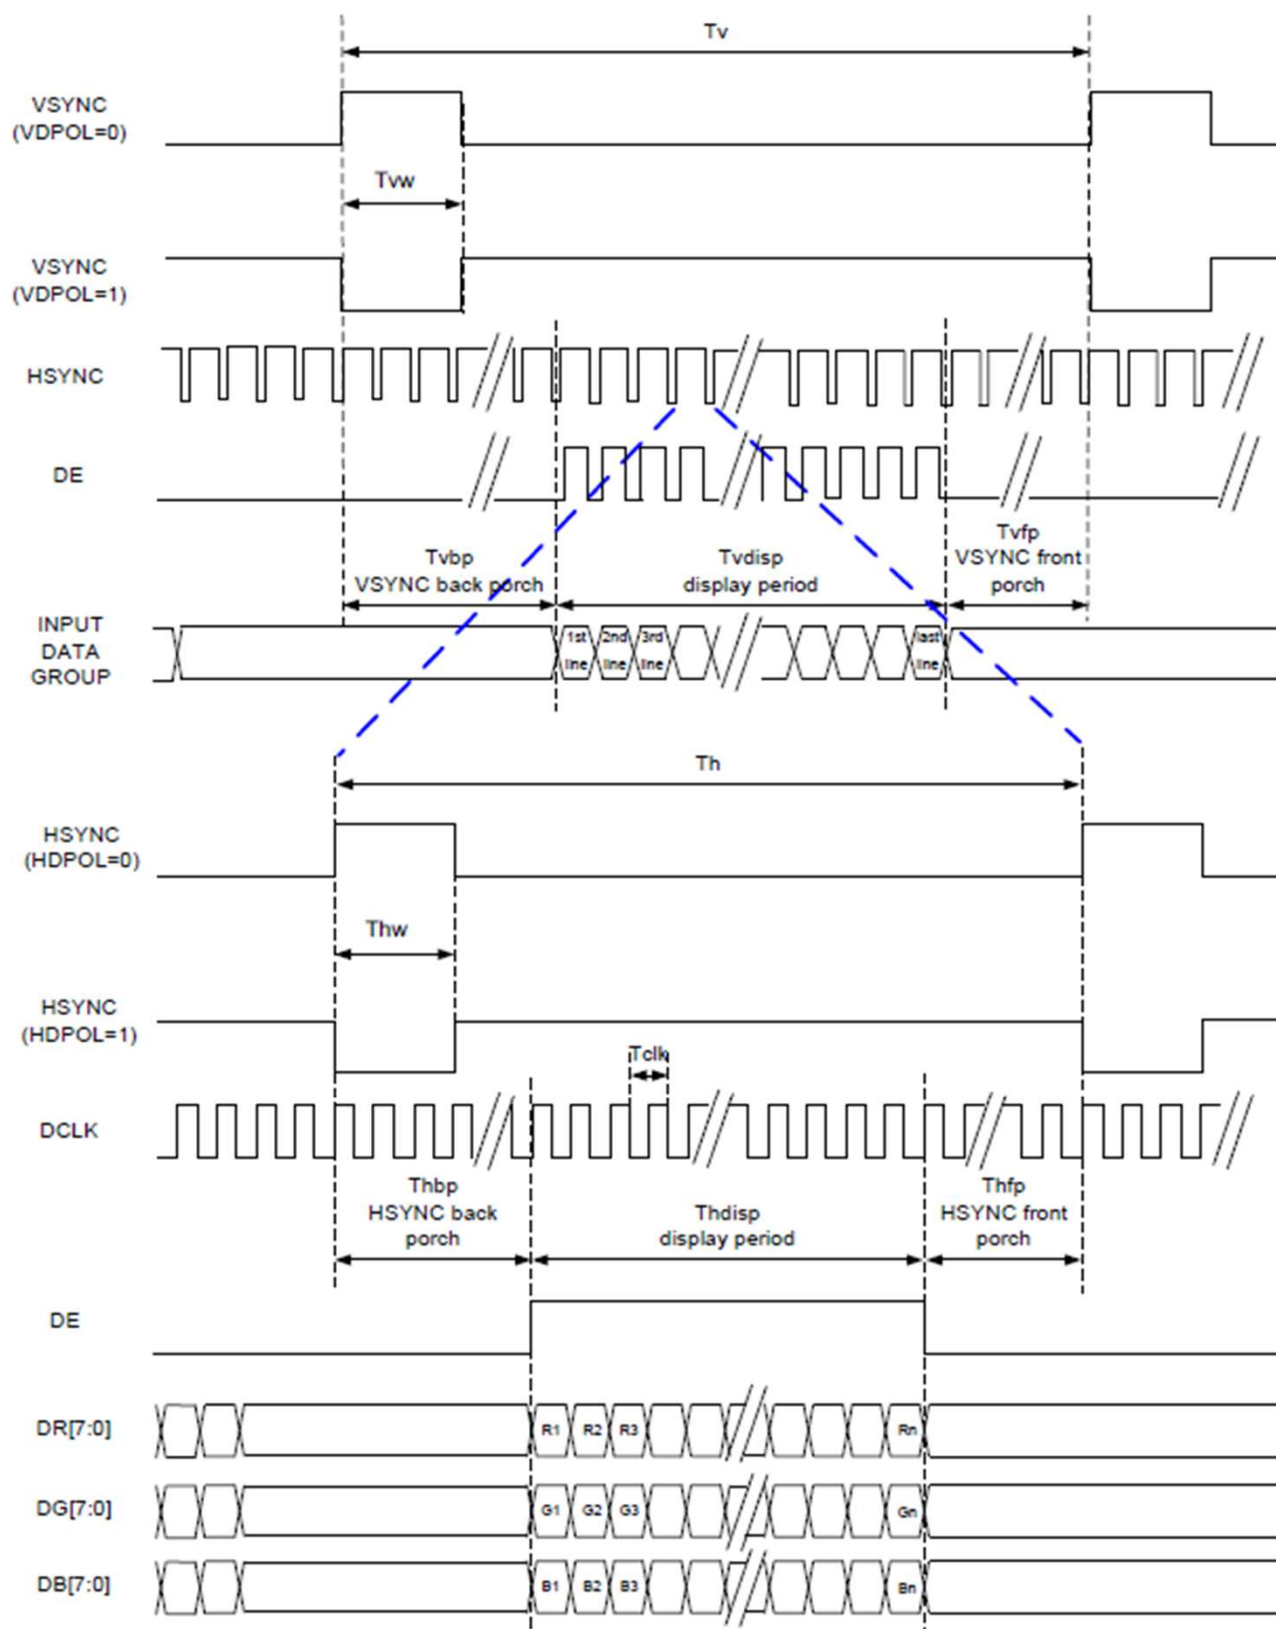 Tv
VSYNC
(VDPOL=0)
Tvw
VSYNC
(VDPOL=1)
HSYNC
DE
Tvbp
VSYNC back porch
Tvdisp
display period
Tvfp
VSYNC front
porch
INPUT
DATA
GROUP
1st
line
2nd
line
3rd
line
last
line
Th
HSYNC
(HDPOL=0)
Thw
HSYNC
(HDPOL=1)
Tclk
DCLK
Thbp
HSYNC back
porch
Thdisp
display period
Thfp
HSYNC front
porch
DE
DR[7:0]
R1 R2 R3 Rn
DG[7:0]
G1 G2 G3 Gn
DB[7:0]
B1 B2 B3 Bn